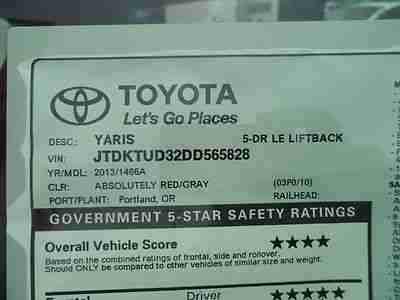 TOYOTA
Let's Go Places
DESC: YARIS 5-DR LE LIFTBACK
VIN: JTDKTUD32DD565828
YR/MDL: 2013/1466A
CLR: ABSOLUTELY RED/GRAY (03P0/10)
PORT/PLANT: Portland, OR RAILHEAD:
GOVERNMENT 5-STAR SAFETY RATINGS
Overall Vehicle Score ★★★★
Based on the combined ratings of frontal, side and rollover.
Should ONLY be compared to other vehicles of similar size and weight.
Frontal Driver ★★★★